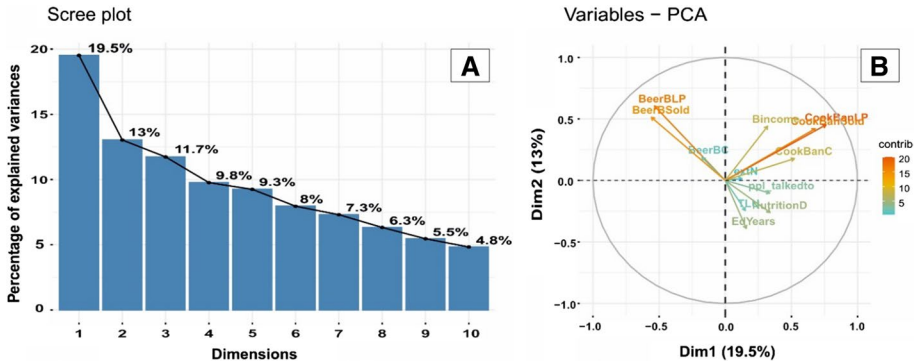 Scree plot
A
Percentage of explained variances
20
15
10
5
0
19.5%
13%
11.7%
9.8%
9.3%
8%
7.3%
6.3%
5.5%
4.8%
1 2 3 4 5 6 7 8 9 10
Dimensions
Variables − PCA
B
Dim2 (13%)
1.0
0.5
0.0
−0.5
−1.0
BeerBLP
BeerBSold
BeerBC
CookBanLP
CookBanSold
CookBanC
ppl_talkedto
NutritionD
EdYears
−1.0 −0.5 0.0 0.5 1.0
Dim1 (19.5%)
contrib
20
15
10
5